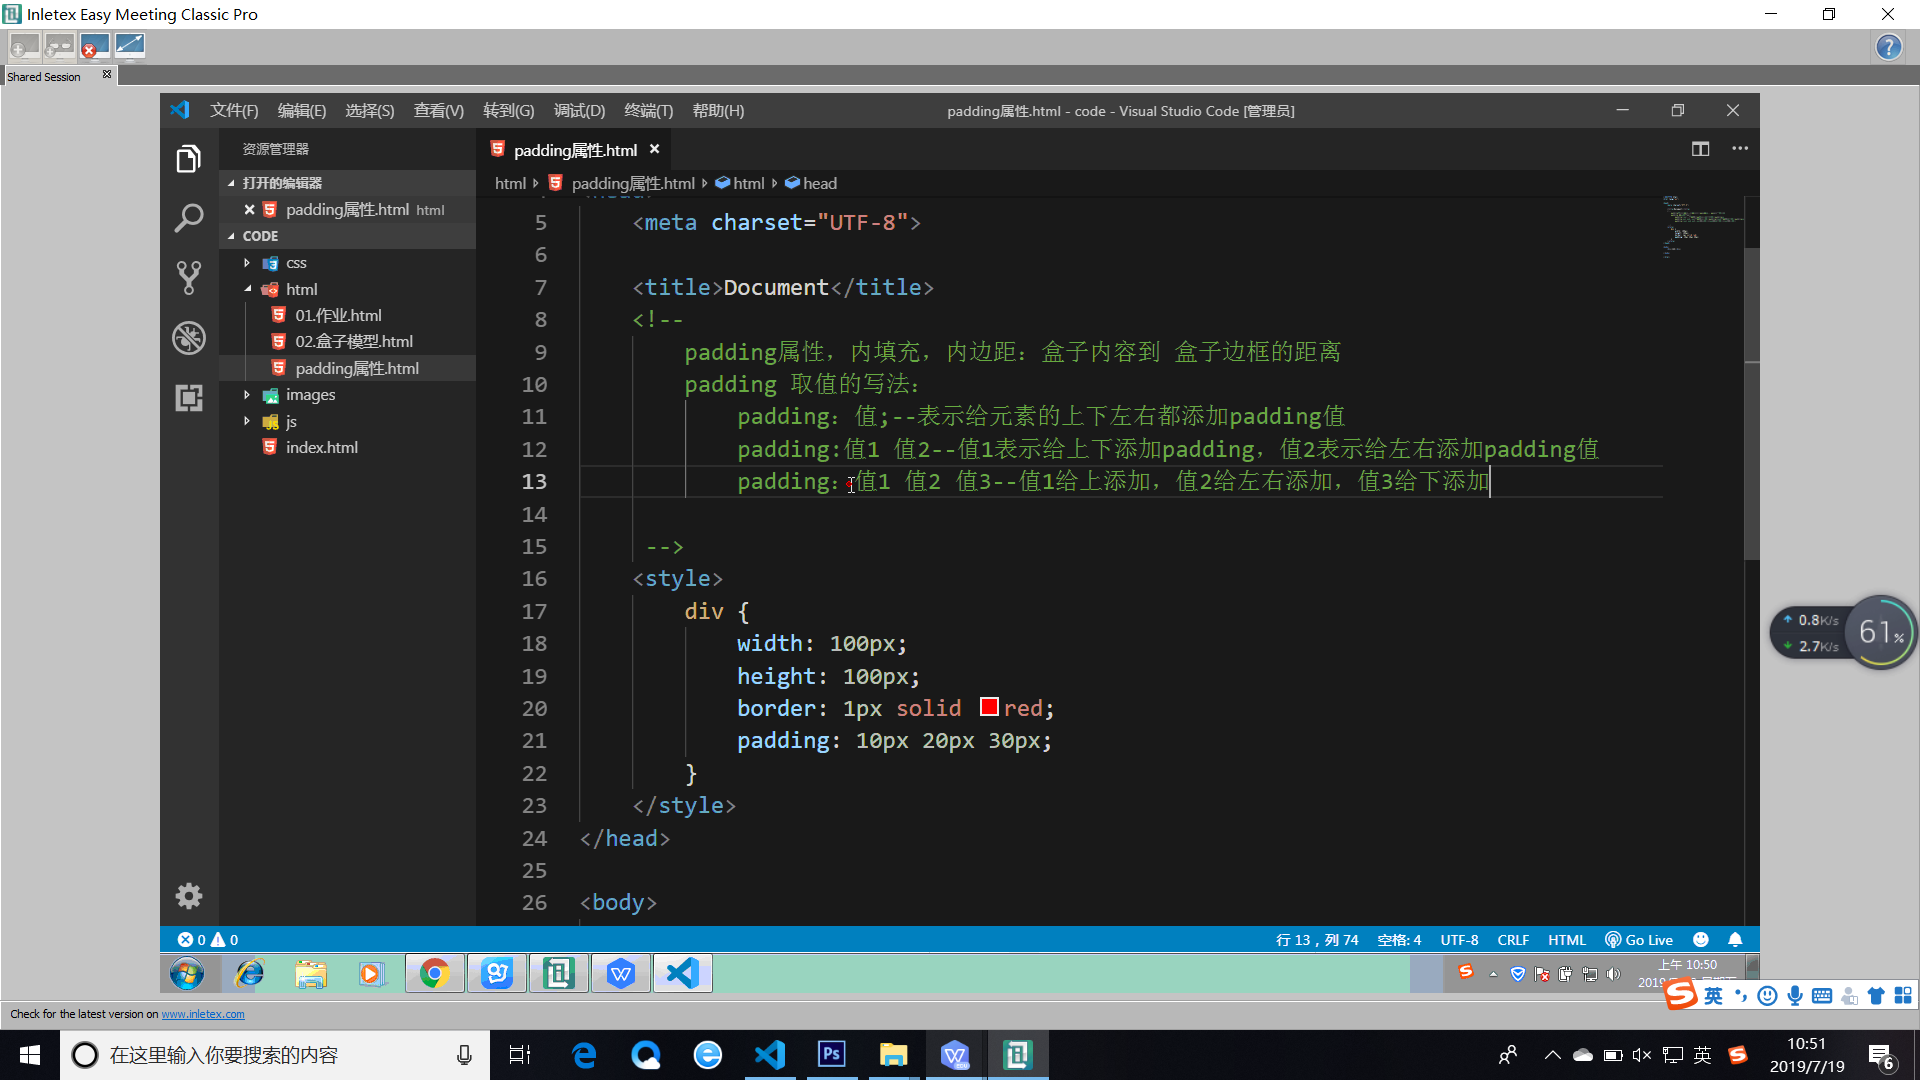 Inletex Easy Meeting Classic Pro
Shared Session
文件(F) 编辑(E) 选择(S) 查看(V) 转到(G) 调试(D) 终端(T) 帮助(H)
padding属性.html - code - Visual Studio Code [管理员]
资源管理器
padding属性.html
打开的编辑器
html padding属性.html html head
padding属性.html html
CODE
css
html
01.作业.html
02.盒子模型.html
padding属性.html
images
js
index.html
5 <meta charset="UTF-8">
6
7 <title>Document</title>
8 <!--
9 padding属性，内填充，内边距：盒子内容到 盒子边框的距离
10 padding 取值的写法：
11 padding：值;--表示给元素的上下左右都添加padding值
12 padding:值1 值2--值1表示给上下添加padding，值2表示给左右添加padding值
13 padding：值1 值2 值3--值1给上添加，值2给左右添加，值3给下添加
14
15 -->
16 <style>
17 div {
18 width: 100px;
19 height: 100px;
20 border: 1px solid red;
21 padding: 10px 20px 30px;
22 }
23 </style>
24 </head>
25
26 <body>
0.8K/s
2.7K/s
61%
0 0
行 13，列 74 空格: 4 UTF-8 CRLF HTML Go Live
上午 10:50
英
Check for the latest version on www.inletex.com
在这里输入你要搜索的内容
Ps
英
10:51
2019/7/19
6